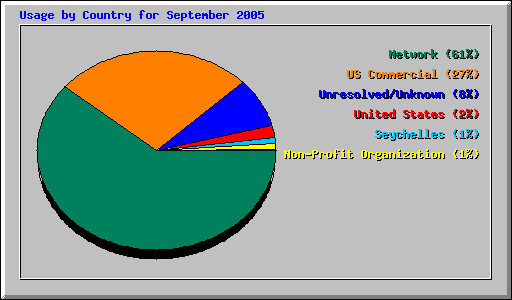 Usage by Country for September 2005
Network (61%)
US Commercial (27%)
Unresolved/Unknown (8%)
United States (2%)
Seychelles (1%)
Non-Profit Organization (1%)